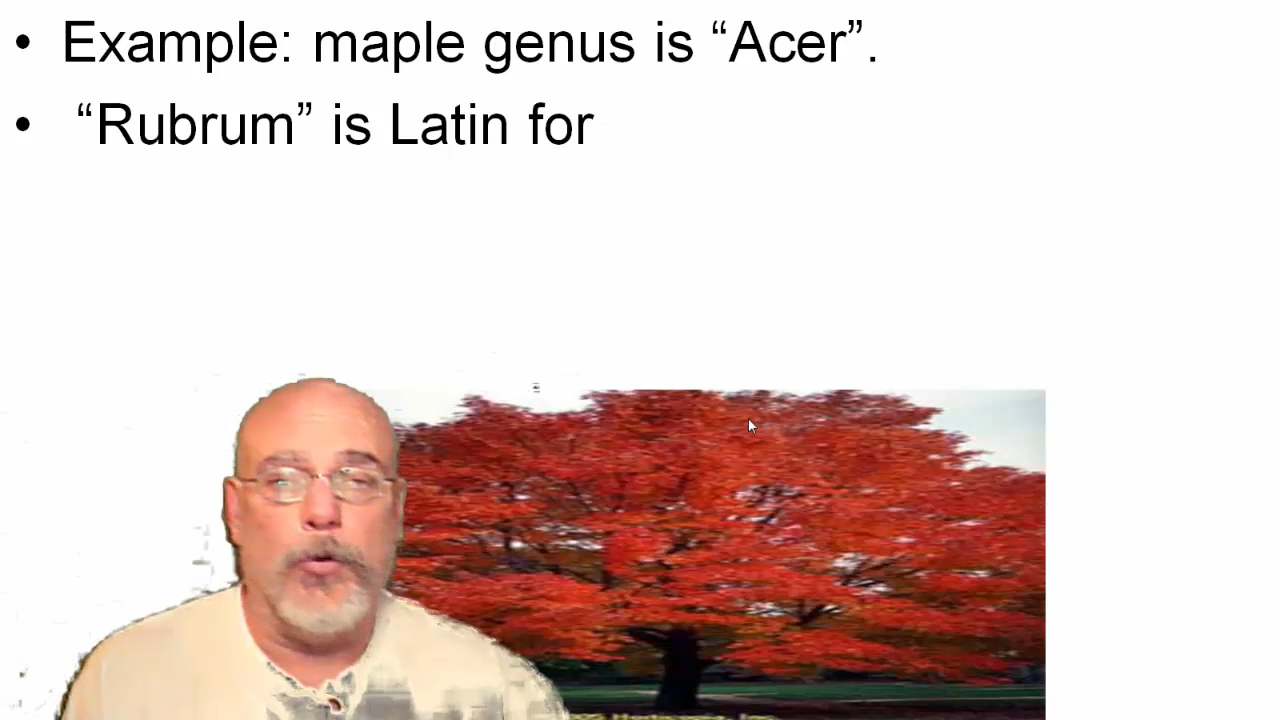 • Example: maple genus is “Acer”.
• “Rubrum” is Latin for